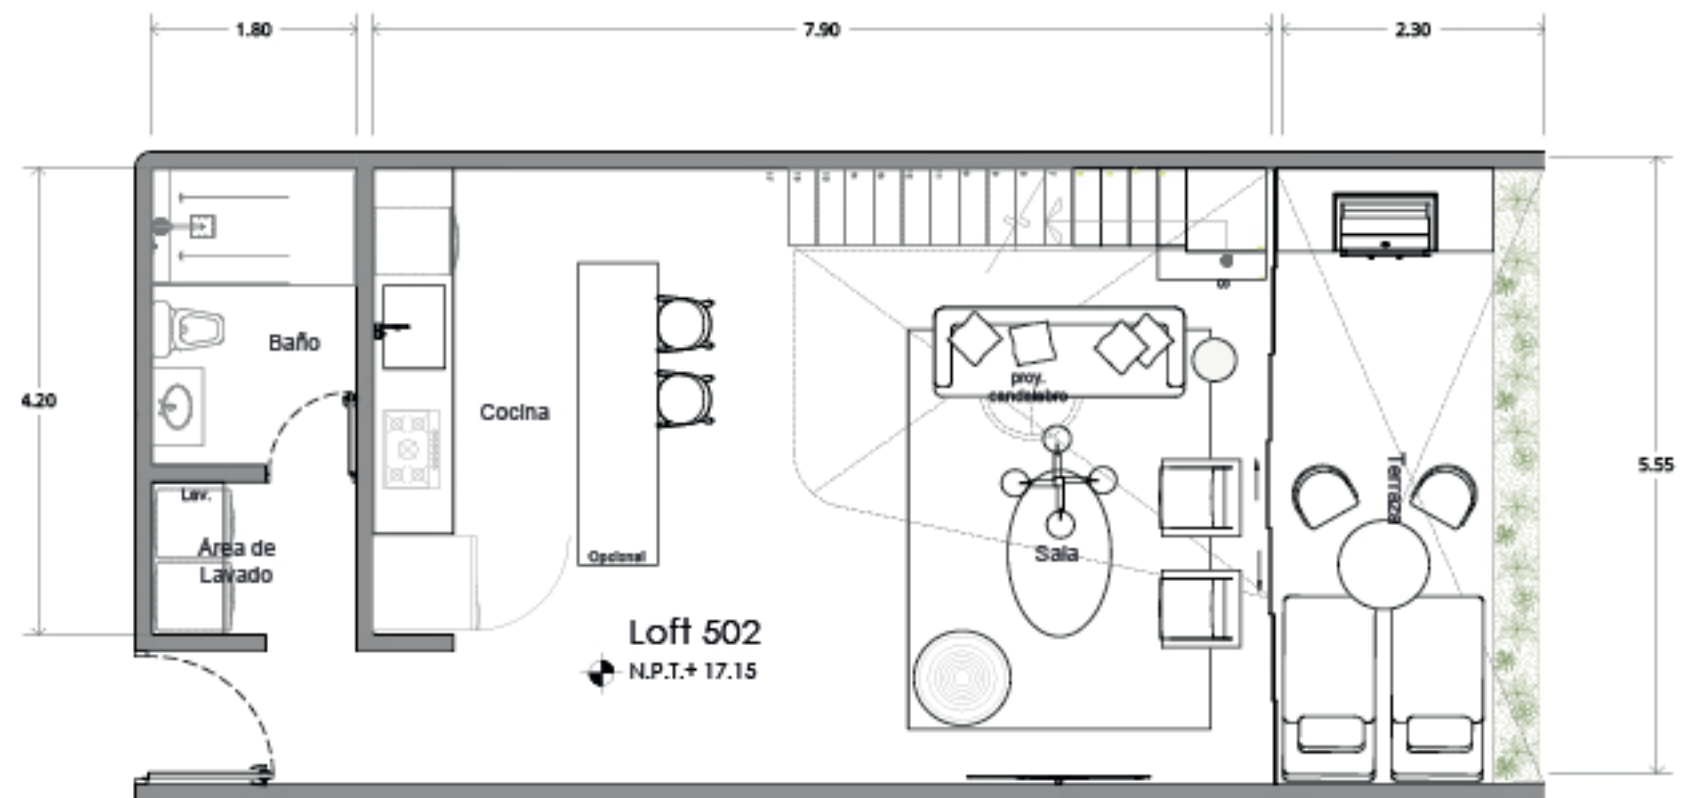 1.80
7.90
2.30
Baño
4.20
proy.
candelabro
Cocina
Terraza
5.55
Lav.
Área de
Lavado
Opcional
Sala
Loft 502
N.P.T.+ 17.15